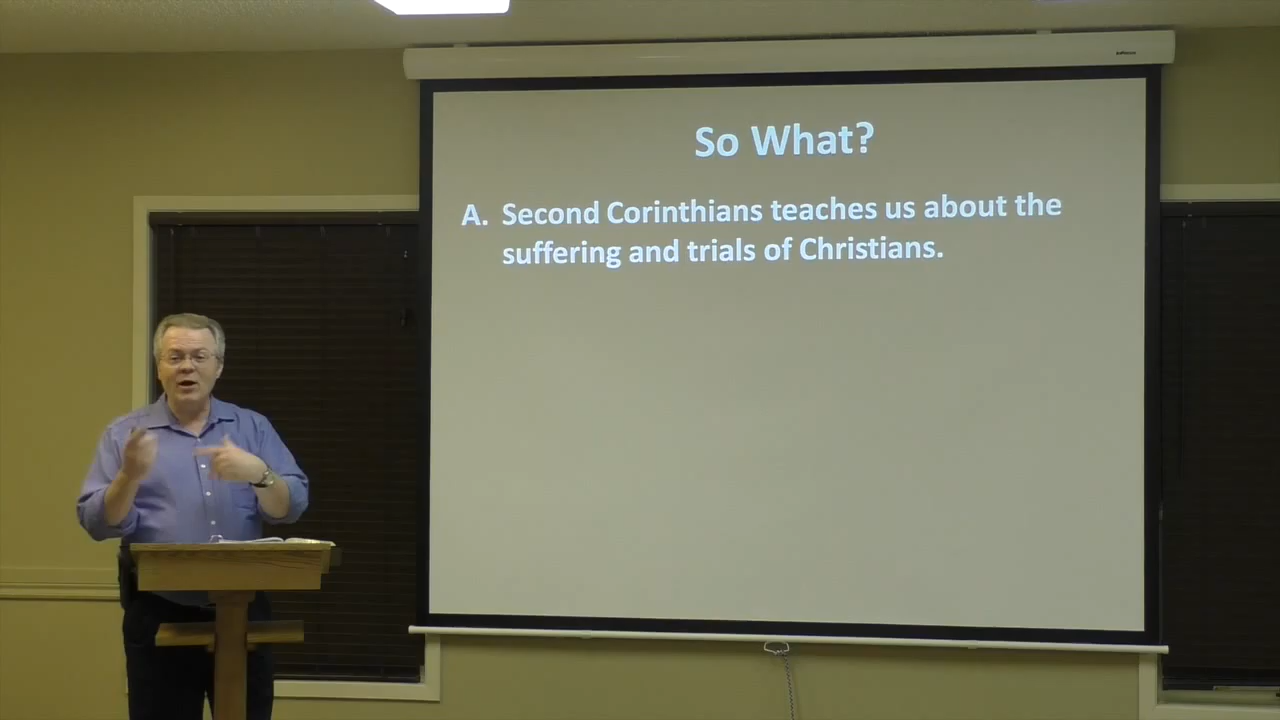 So What?
A. Second Corinthians teaches us about the
suffering and trials of Christians.